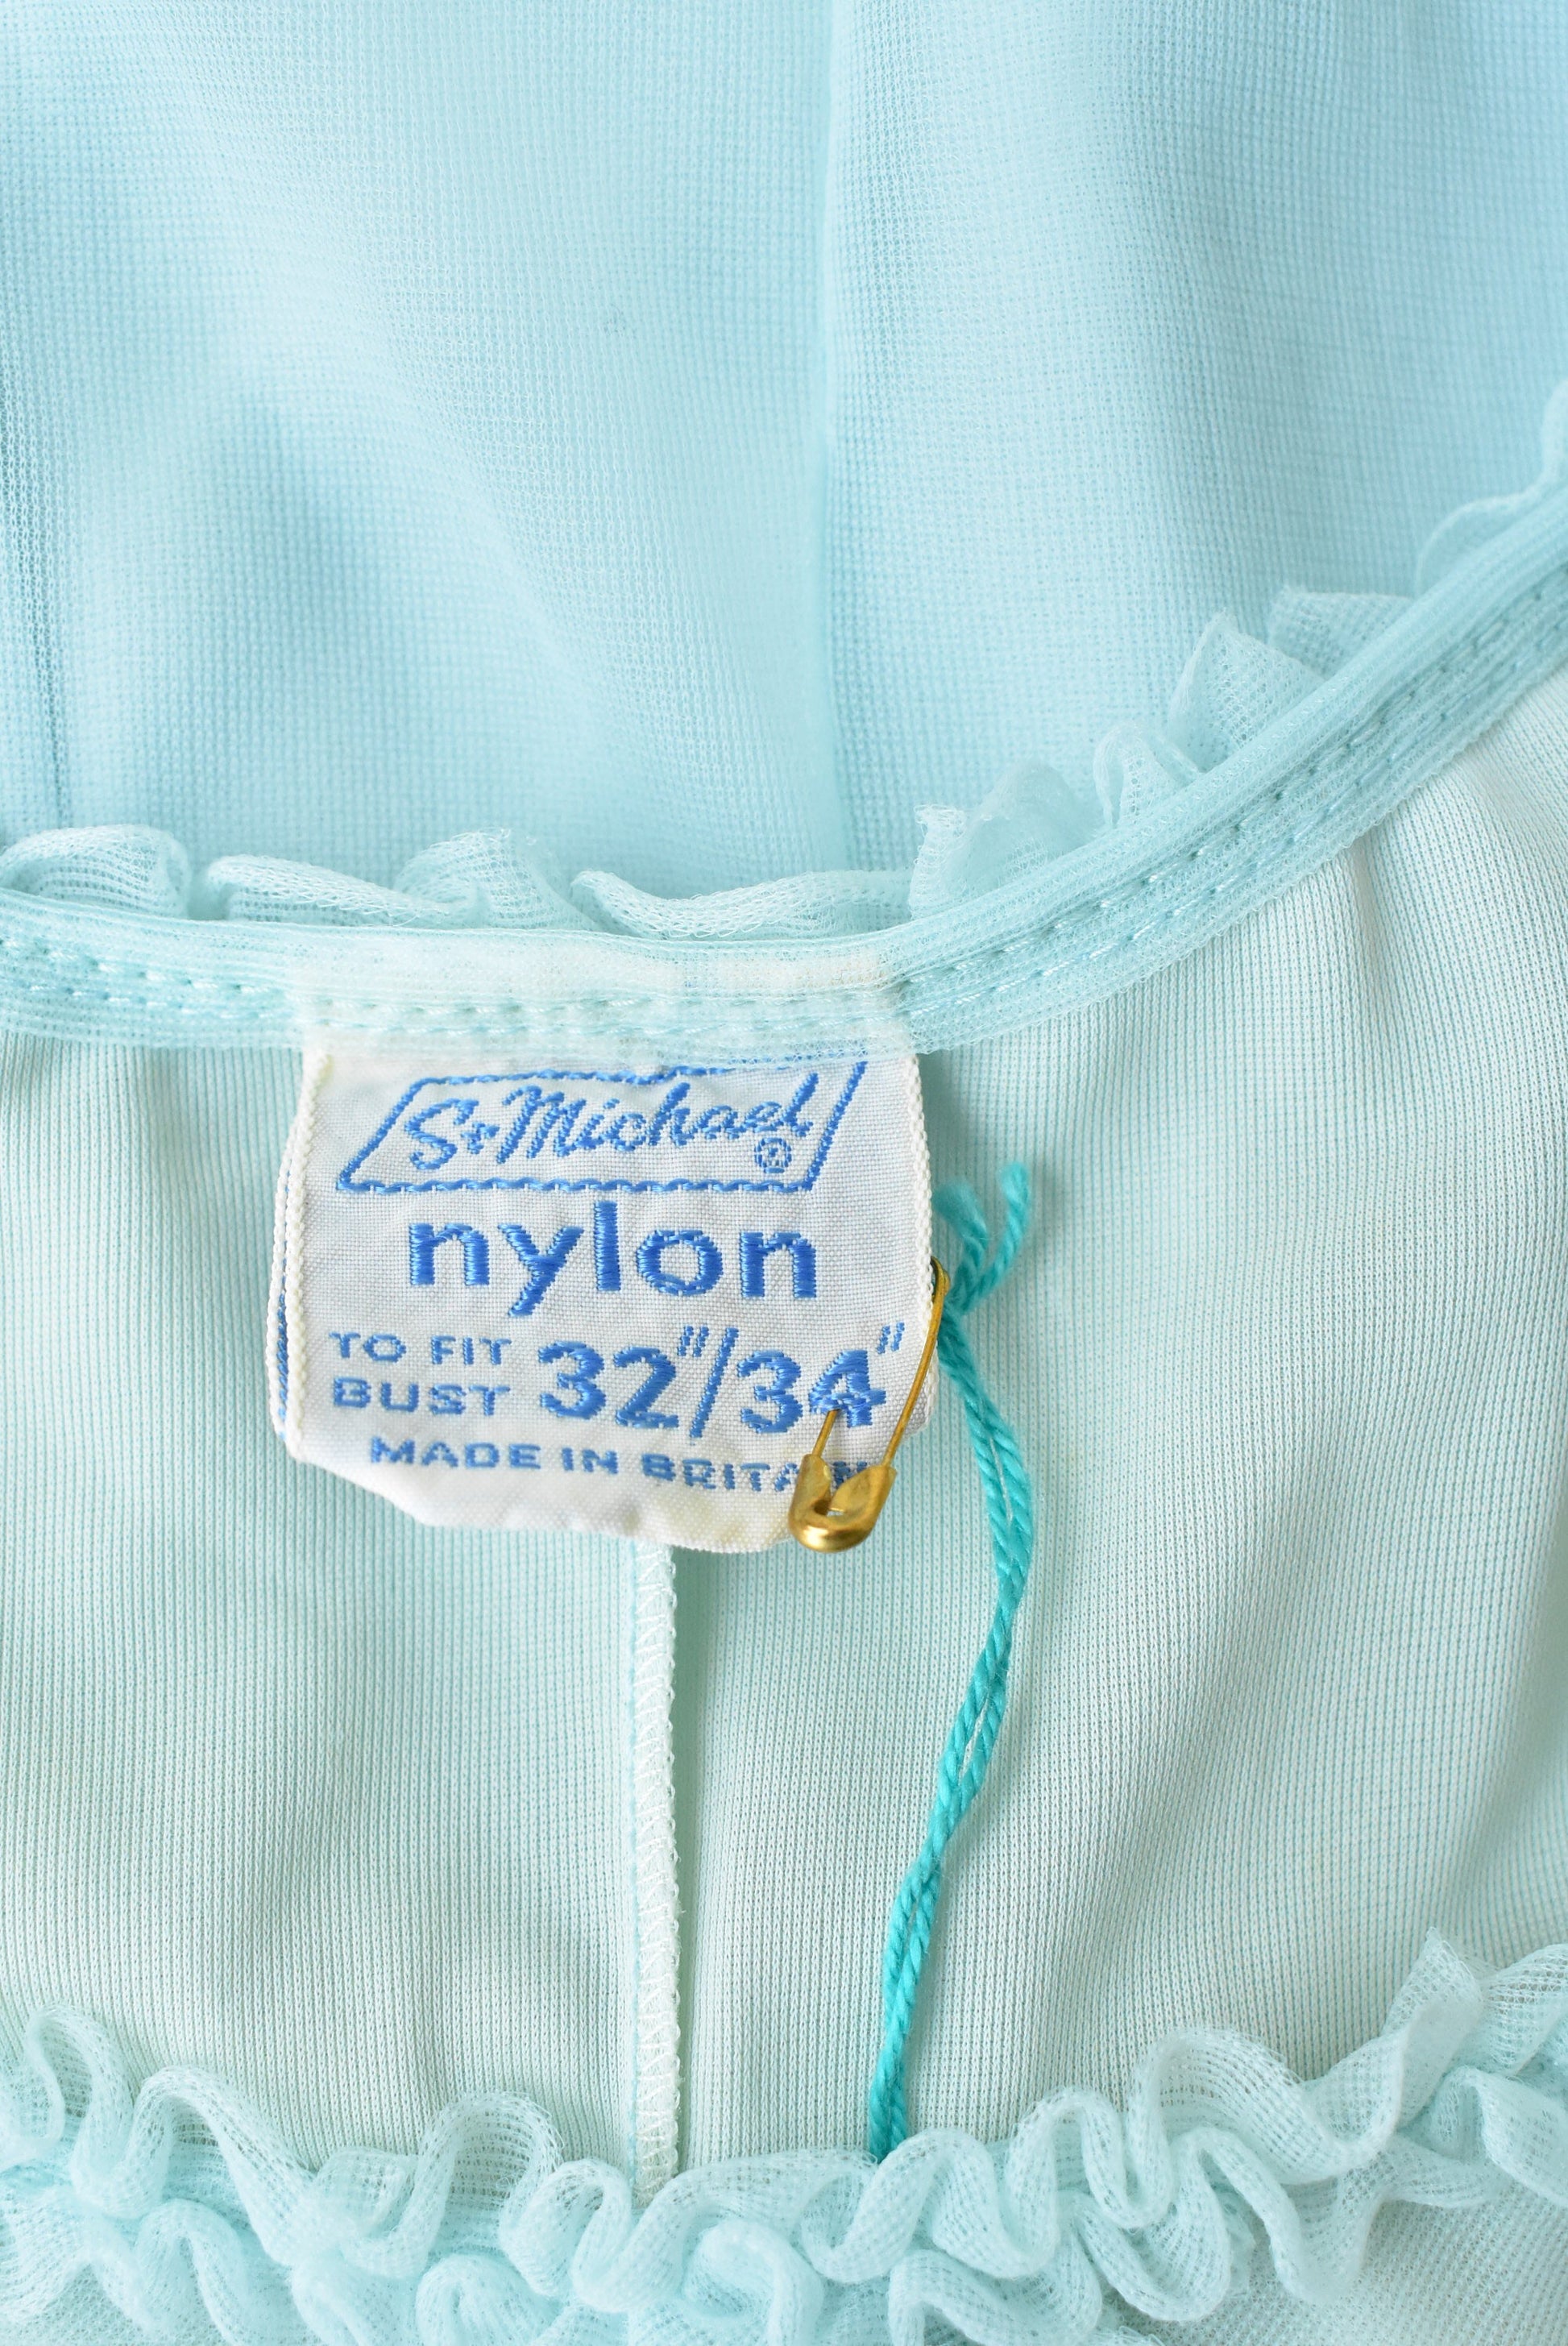 St Michael ®
nylon
TO FIT
BUST 32"/34"
MADE IN BRITAIN